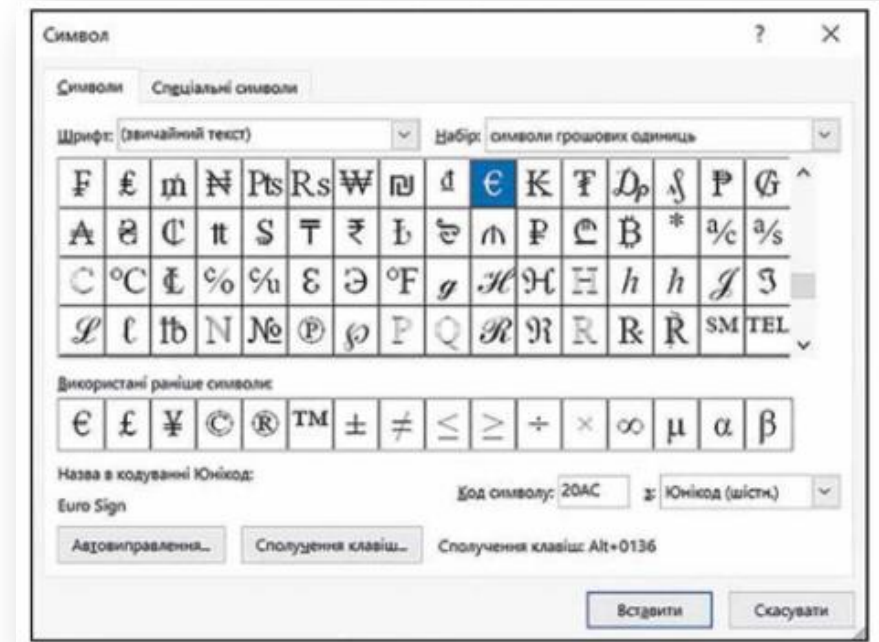 Символ ? ×
Символи Спеціальні символи
Шрифт: (звичайний текст) Набір: символи грошових одиниць
₣ ₤ ₥ ₦ Pts Rs ₩ ₪ ₫ € ₭ ₮ ₯ ₰ ₱ ₲
₳ ₴ ₵ ₶ ₷ ₸ ₹ ₺ ₻ ₼ ₽ ₾ ₿ * a/c a/s
ℂ °C ℄ c/o c/u ℇ ℈ °F ℊ ℋ ℌ ℍ ℎ ℎ ℐ ℑ
ℒ ℓ ℔ ℕ № ℗ ℘ ℙ ℚ ℛ ℜ ℝ ℞ ℟ SM TEL
Використані раніше символи:
€ £ ¥ © ® TM ± ≠ ≤ ≥ ÷ × ∞ µ α β
Назва в кодуванні Юнікод:
Euro Sign
Код символу: 20AC з: Юнікод (шістн.)
Автовиправлення... Сполучення клавіш... Сполучення клавіш: Alt+0136
Вставити Скасувати